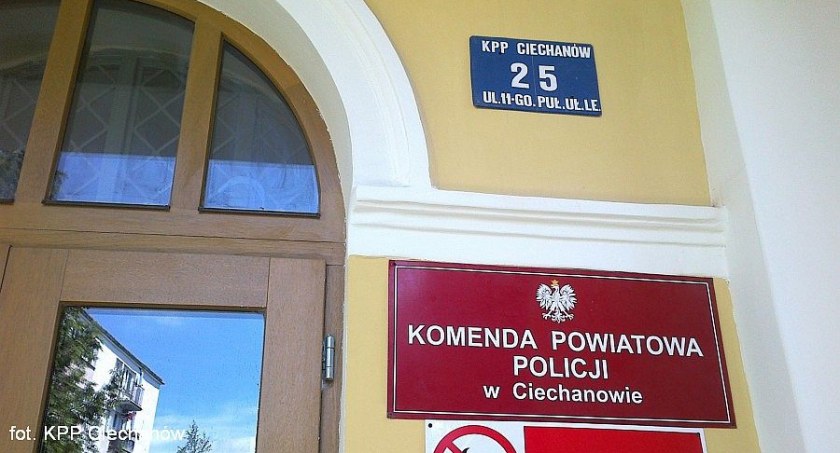 KPP CIECHANÓW
25
UL.11-GO.PUŁ.UŁ.LE.
KOMENDA POWIATOWA
POLICJI
w Ciechanowie
fot. KPP Ciechanów